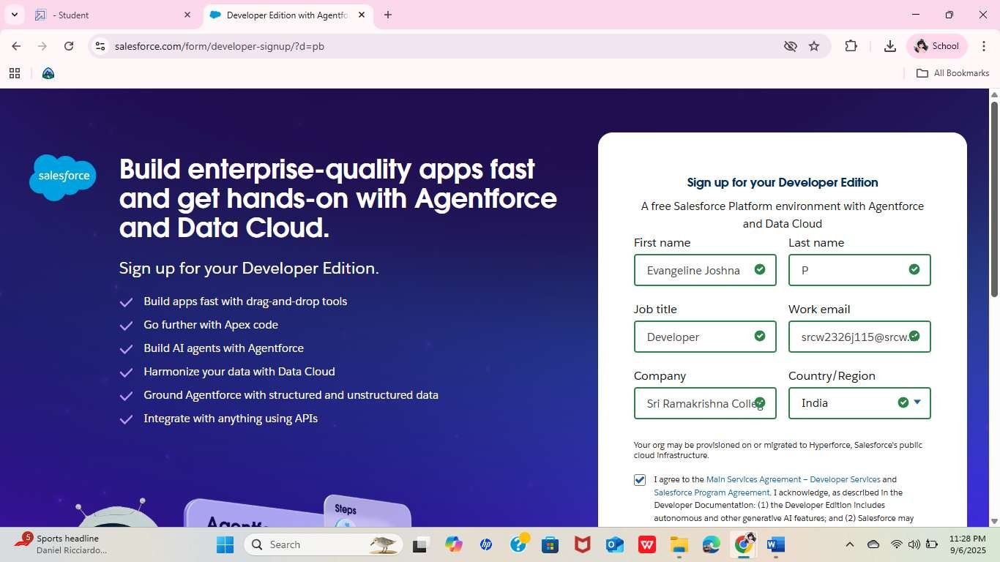 - Student
Developer Edition with Agentfo
salesforce.com/form/developer-signup/?d=pb
School
All Bookmarks
salesforce
Build enterprise-quality apps fast
and get hands-on with Agentforce
and Data Cloud.
Sign up for your Developer Edition.
Build apps fast with drag-and-drop tools
Go further with Apex code
Build AI agents with Agentforce
Harmonize your data with Data Cloud
Ground Agentforce with structured and unstructured data
Integrate with anything using APIs
Steps
Sign up for your Developer Edition
A free Salesforce Platform environment with Agentforce
and Data Cloud
First name
Last name
Evangeline Joshna
P
Job title
Work email
Developer
srcw2326j115@srcw.
Company
Country/Region
Sri Ramakrishna Colleg
India
Your org may be provisioned on or migrated to Hyperforce, Salesforce's public
cloud infrastructure.
I agree to the Main Services Agreement – Developer Services and
Salesforce Program Agreement. I acknowledge, as described in the
Developer Documentation: (1) the Developer Edition includes
autonomous and other generative AI features; and (2) Salesforce may
5
Sports headline
Daniel Ricciardo...
Search
hp
W
W
11:28 PM
9/6/2025